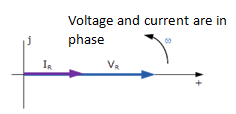 Voltage and current are in
phase
j
I_R
V_R
ω
+